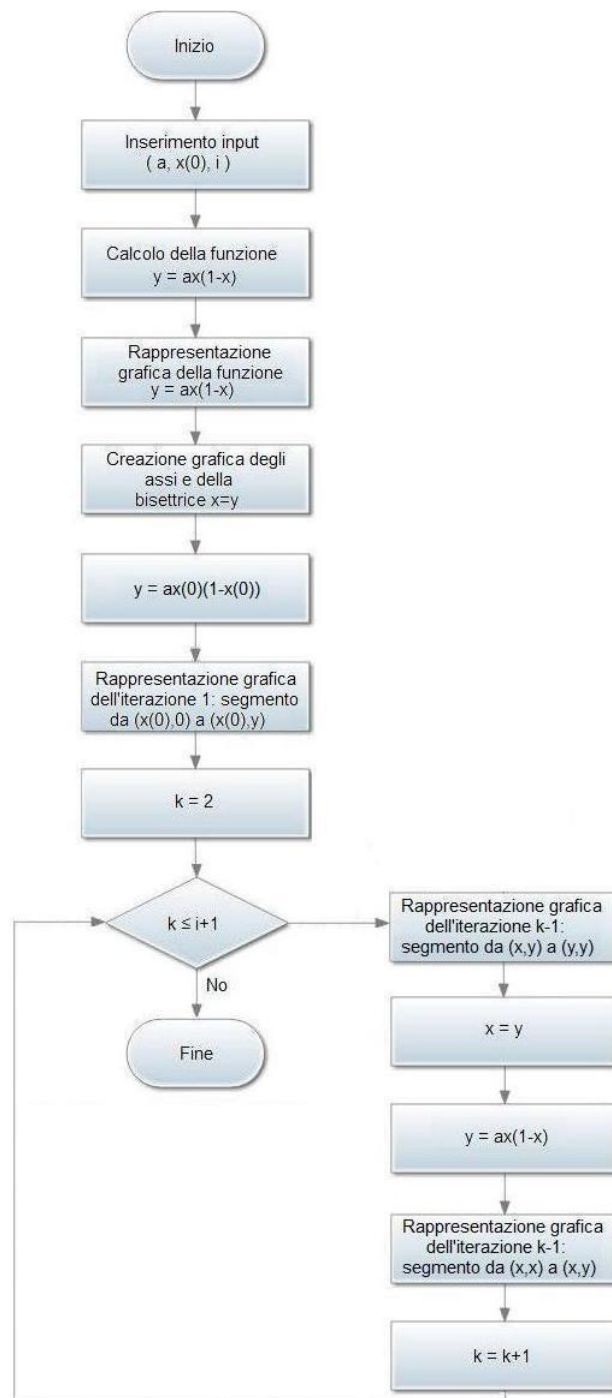 Inizio
Inserimento input
( a, x(0), i )
Calcolo della funzione
y = ax(1-x)
Rappresentazione
grafica della funzione
y = ax(1-x)
Creazione grafica degli
assi e della
bisettrice x=y
y = ax(0)(1-x(0))
Rappresentazione grafica
dell'iterazione 1: segmento
da (x(0),0) a (x(0),y)
k = 2
k ≤ i+1
No
Fine
Rappresentazione grafica
dell'iterazione k-1:
segmento da (x,y) a (y,y)
x = y
y = ax(1-x)
Rappresentazione grafica
dell'iterazione k-1:
segmento da (x,x) a (x,y)
k = k+1